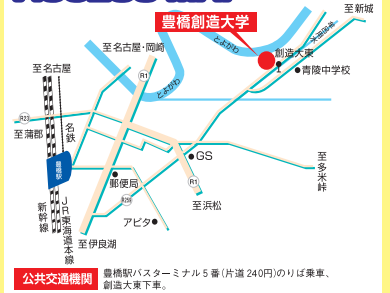 至新城
豊橋創造大学
とよがわ
創造大東
青陵中学校
至名古屋・岡崎
とよがわ
至名古屋
R1
R23
至蒲郡
名鉄
豊橋駅
GS
至多米峠
郵便局
R259
R1
至浜松
アピタ
新幹線
JR東海道本線
至伊良湖
公共交通機関
豊橋駅バスターミナル5番(片道240円)のりば乗車、
創造大東下車。